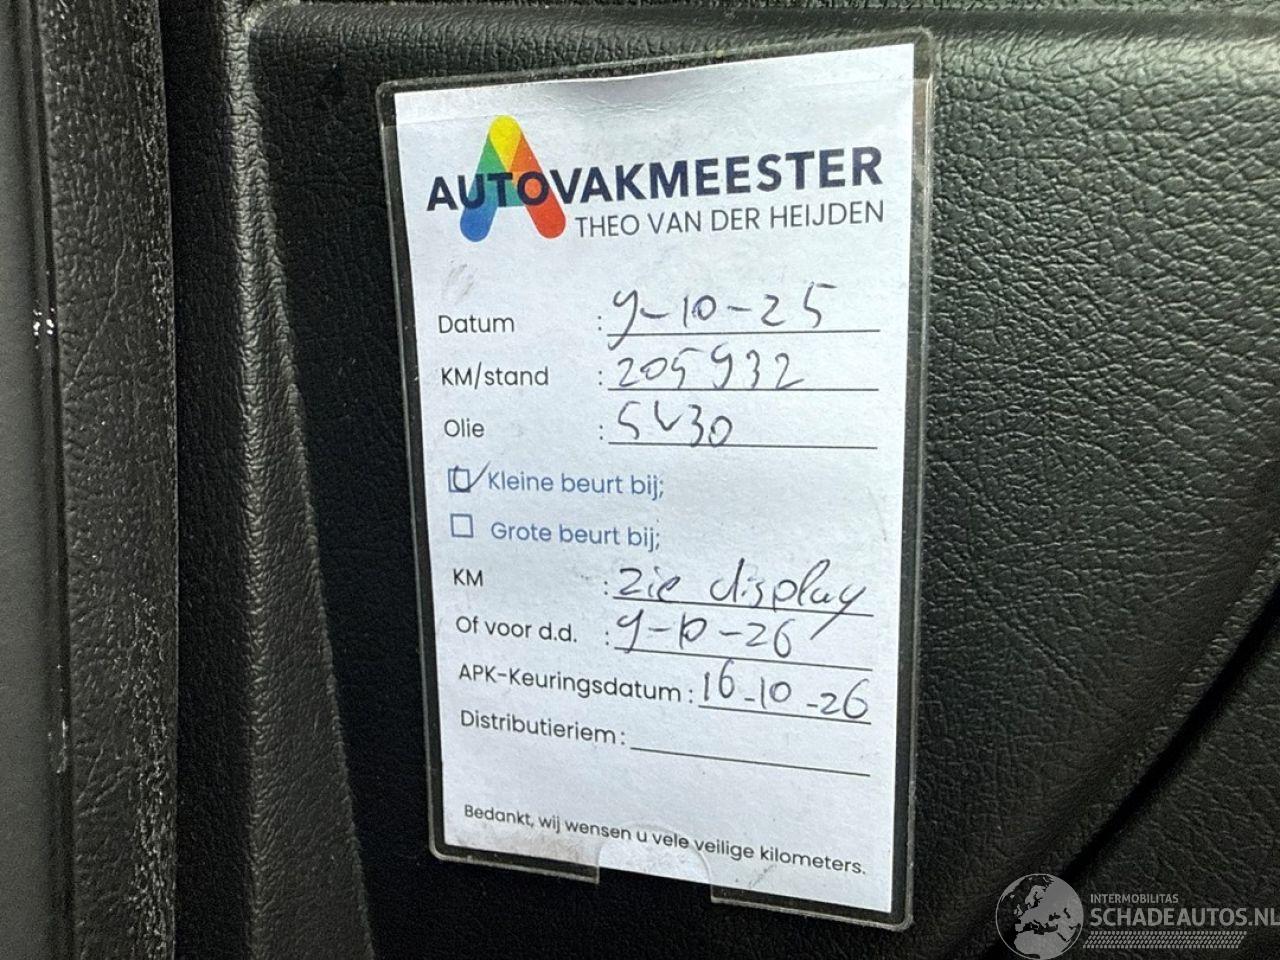 AUTOVAKMEESTER
THEO VAN DER HEIJDEN
Datum : 9-10-25
KM/stand : 205932
Olie : 5W30
Kleine beurt bij;
Grote beurt bij;
KM : zie display
Of voor d.d. : 9-10-26
APK-Keuringsdatum : 16-10-26
Distributieriem :
Bedankt, wij wensen u vele veilige kilometers.
INTERMOBILITAS
SCHADEAUTOS.NL